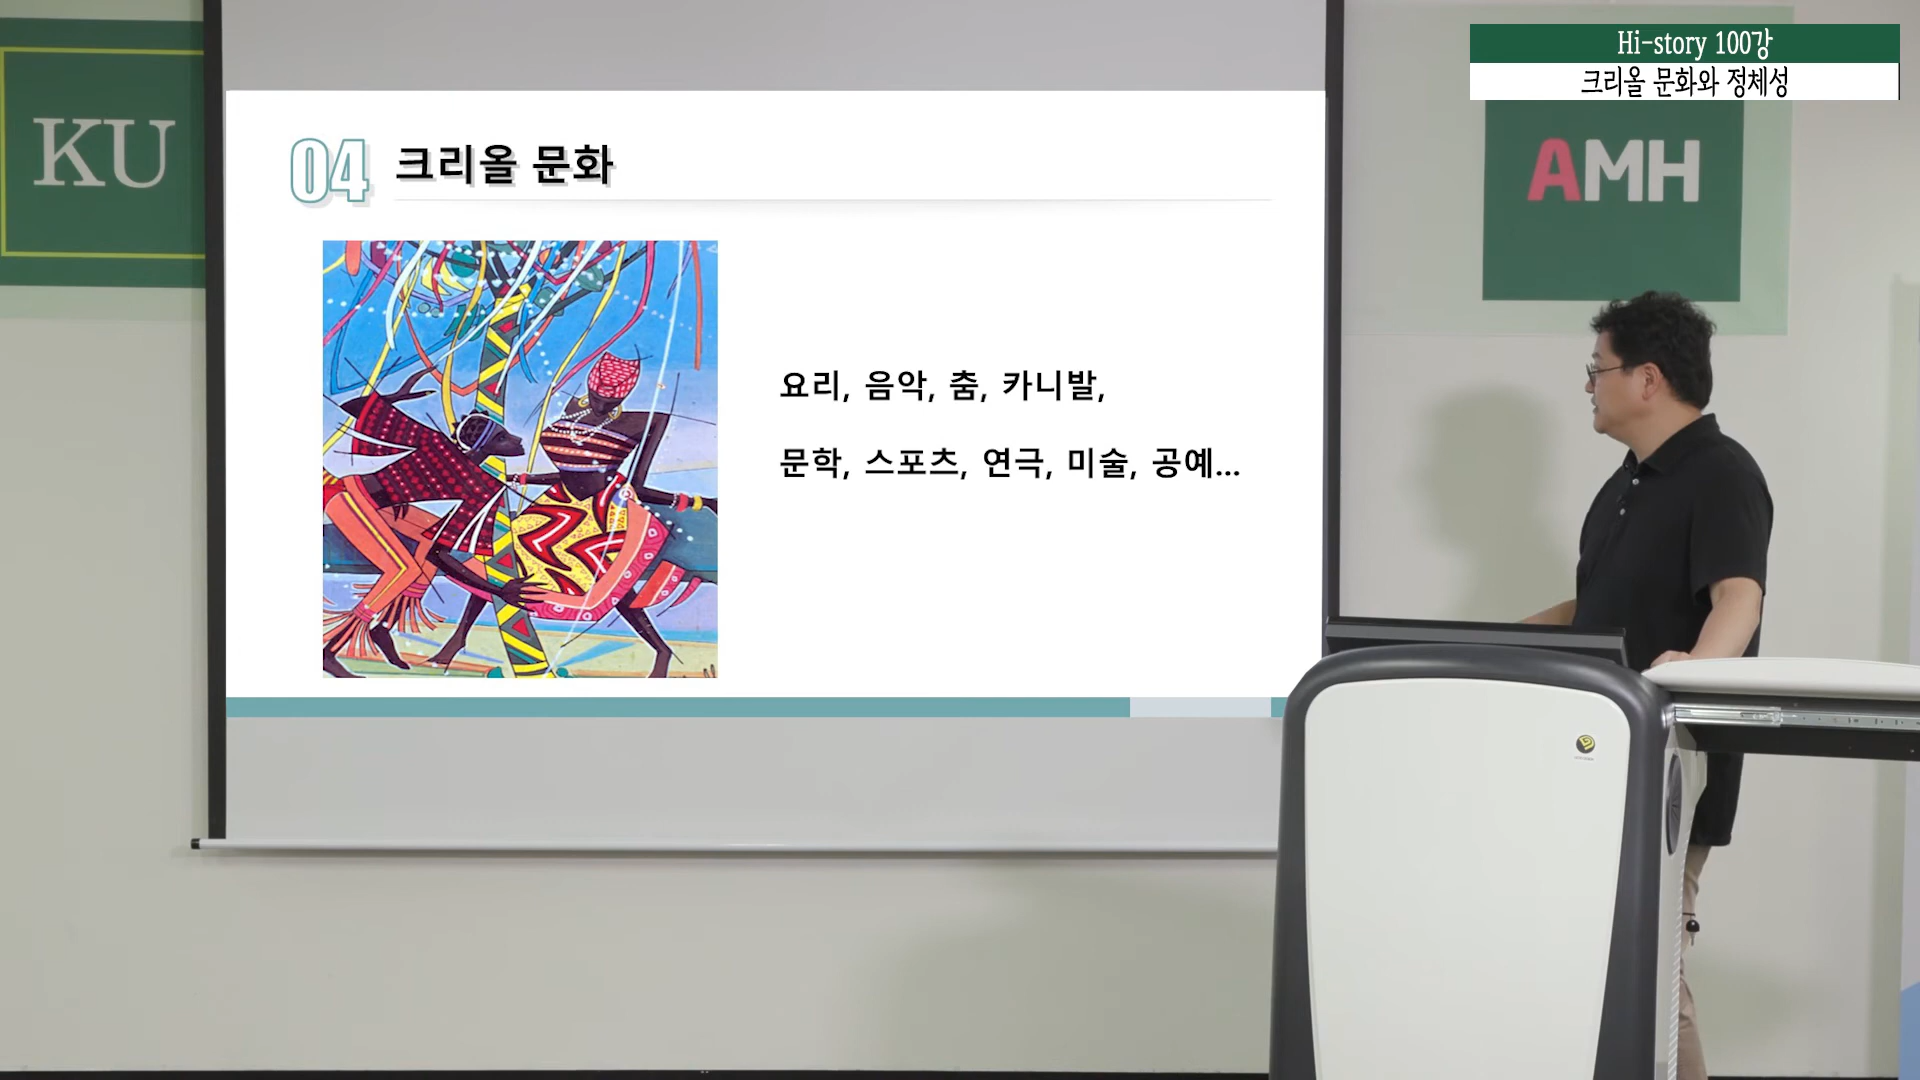 Hi-story 100강
크리올 문화와 정체성
KU
AMH
04 크리올 문화
요리, 음악, 춤, 카니발,
문학, 스포츠, 연극, 미술, 공예...